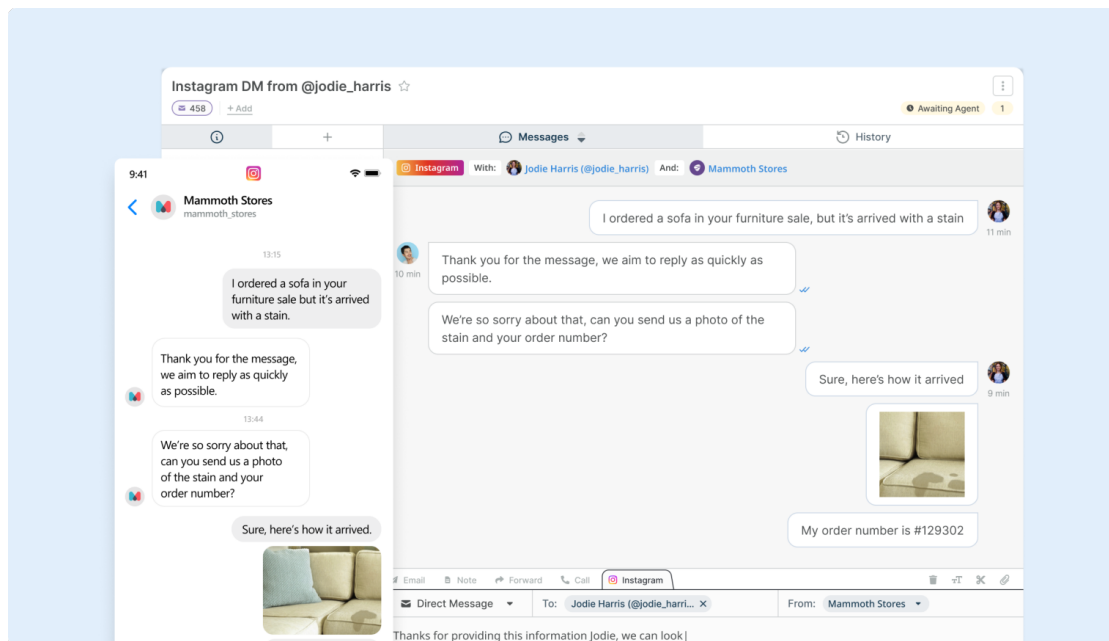 Instagram DM from @jodie_harris
458
+ Add
Awaiting Agent
1
+
Messages
History
Instagram
With:
Jodie Harris (@jodie_harris)
And:
Mammoth Stores
I ordered a sofa in your furniture sale, but it's arrived with a stain
11 min
10 min
Thank you for the message, we aim to reply as quickly as
possible.
We're so sorry about that, can you send us a photo of the
stain and your order number?
Sure, here's how it arrived
9 min
My order number is #129302
Email
Note
Forward
Call
Instagram
Direct Message
To:
Jodie Harris (@jodie_harri...
From:
Mammoth Stores
Thanks for providing this information Jodie, we can look
9:41
Mammoth Stores
mammoth_stores
13:15
I ordered a sofa in your
furniture sale but it's arrived
with a stain.
Thank you for the message,
we aim to reply as quickly
as possible.
13:44
We're so sorry about that,
can you send us a photo
of the stain and your
order number?
Sure, here's how it arrived.